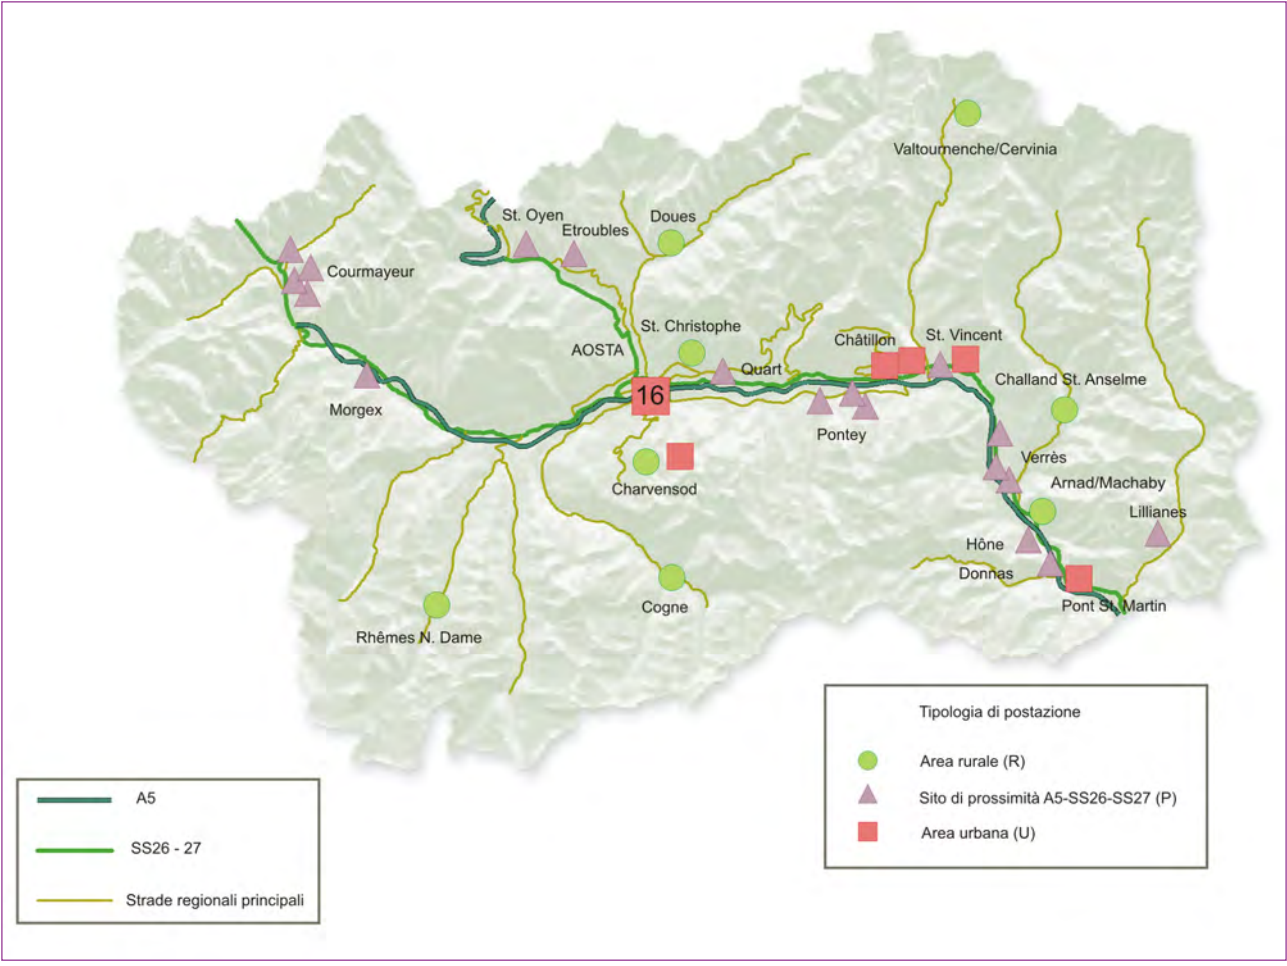 Valtournenche/Cervinia
St. Oyen
Doues
Etroubles
Courmayeur
St. Christophe
St. Vincent
Châtillon
AOSTA
Quart
Challand St. Anselme
16
Morgex
Pontey
Verrès
Arnad/Machaby
Charvensod
Lillianes
Hône
Donnas
Cogne
Pont St. Martin
Rhêmes N. Dame
Tipologia di postazione
Area rurale (R)
Sito di prossimità A5-SS26-SS27 (P)
Area urbana (U)
A5
SS26 - 27
Strade regionali principali